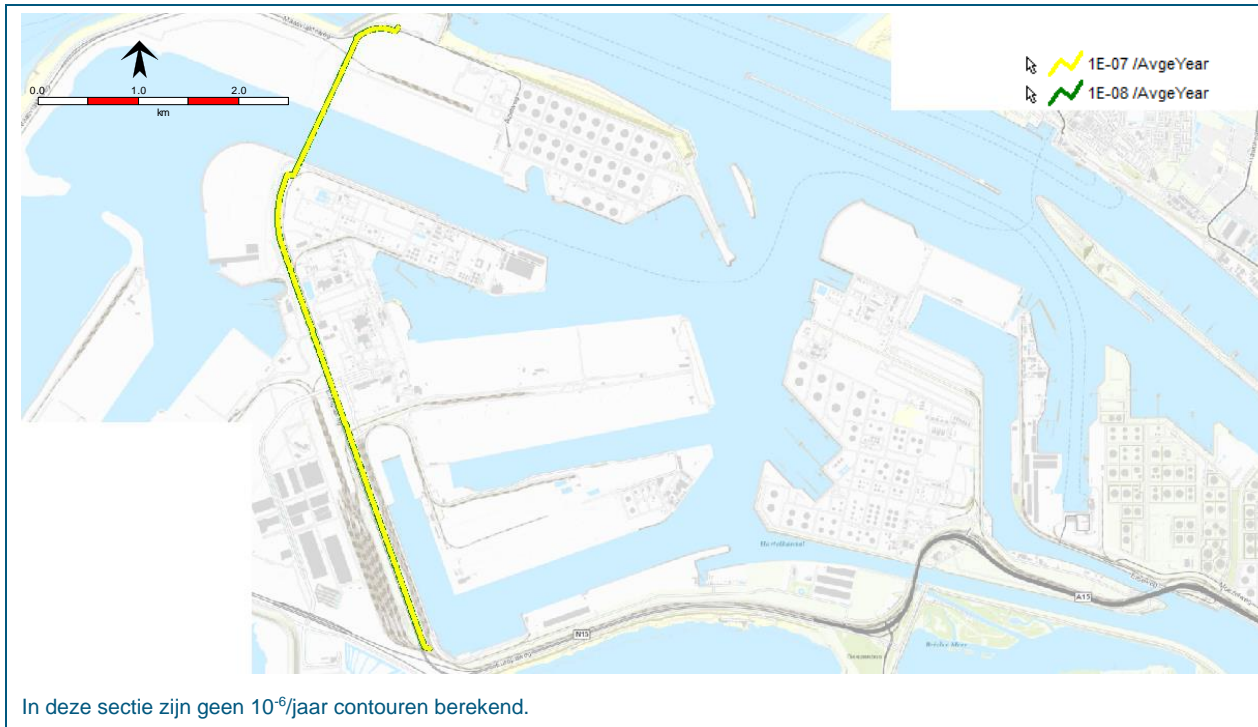 1E-07 /AvgeYear
1E-08 /AvgeYear
0.0 1.0 2.0
km
N15
A15
In deze sectie zijn geen 10⁻⁶/jaar contouren berekend.